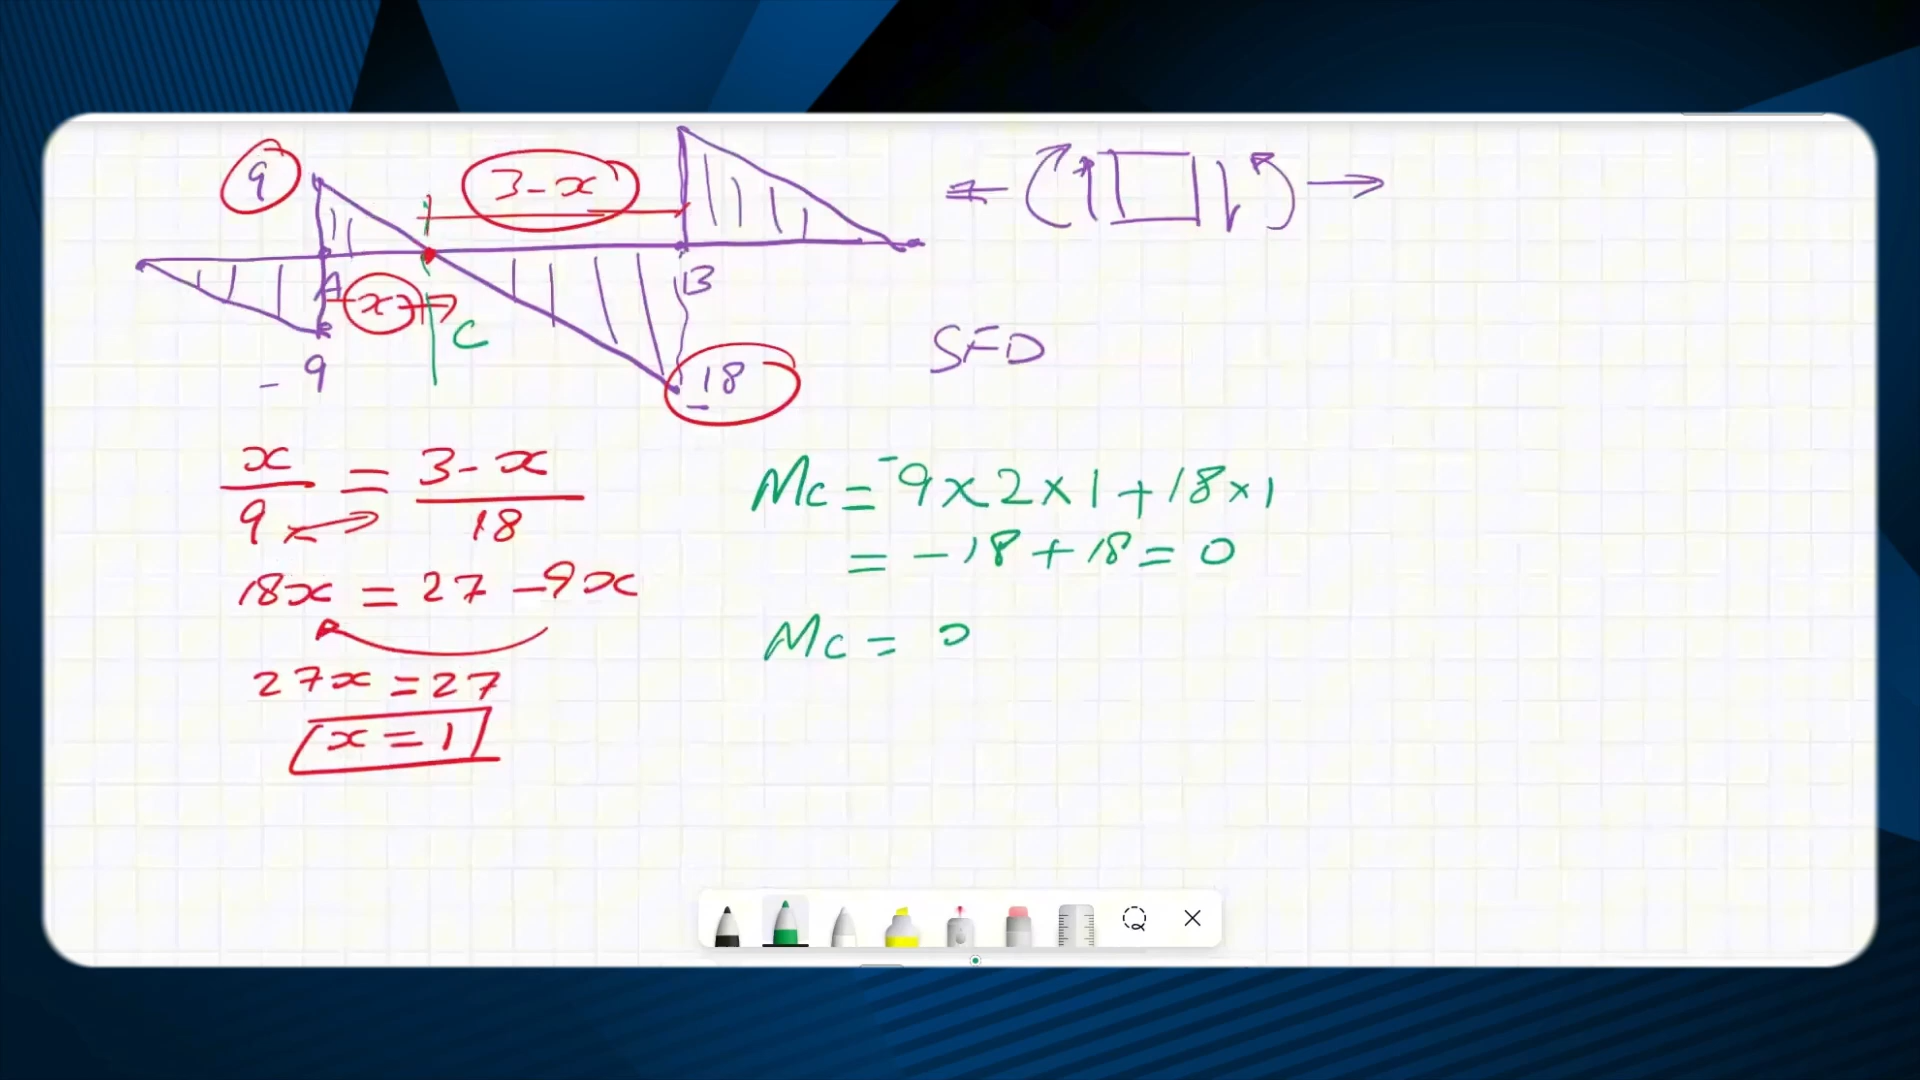 9
3-x
A
x
B
C
-9
-18
SFD
x/9 = 3-x/18
18x = 27 -9x
27x = 27
x = 1
Mc = -9x2x1+18x1
= -18+18=0
Mc = 0